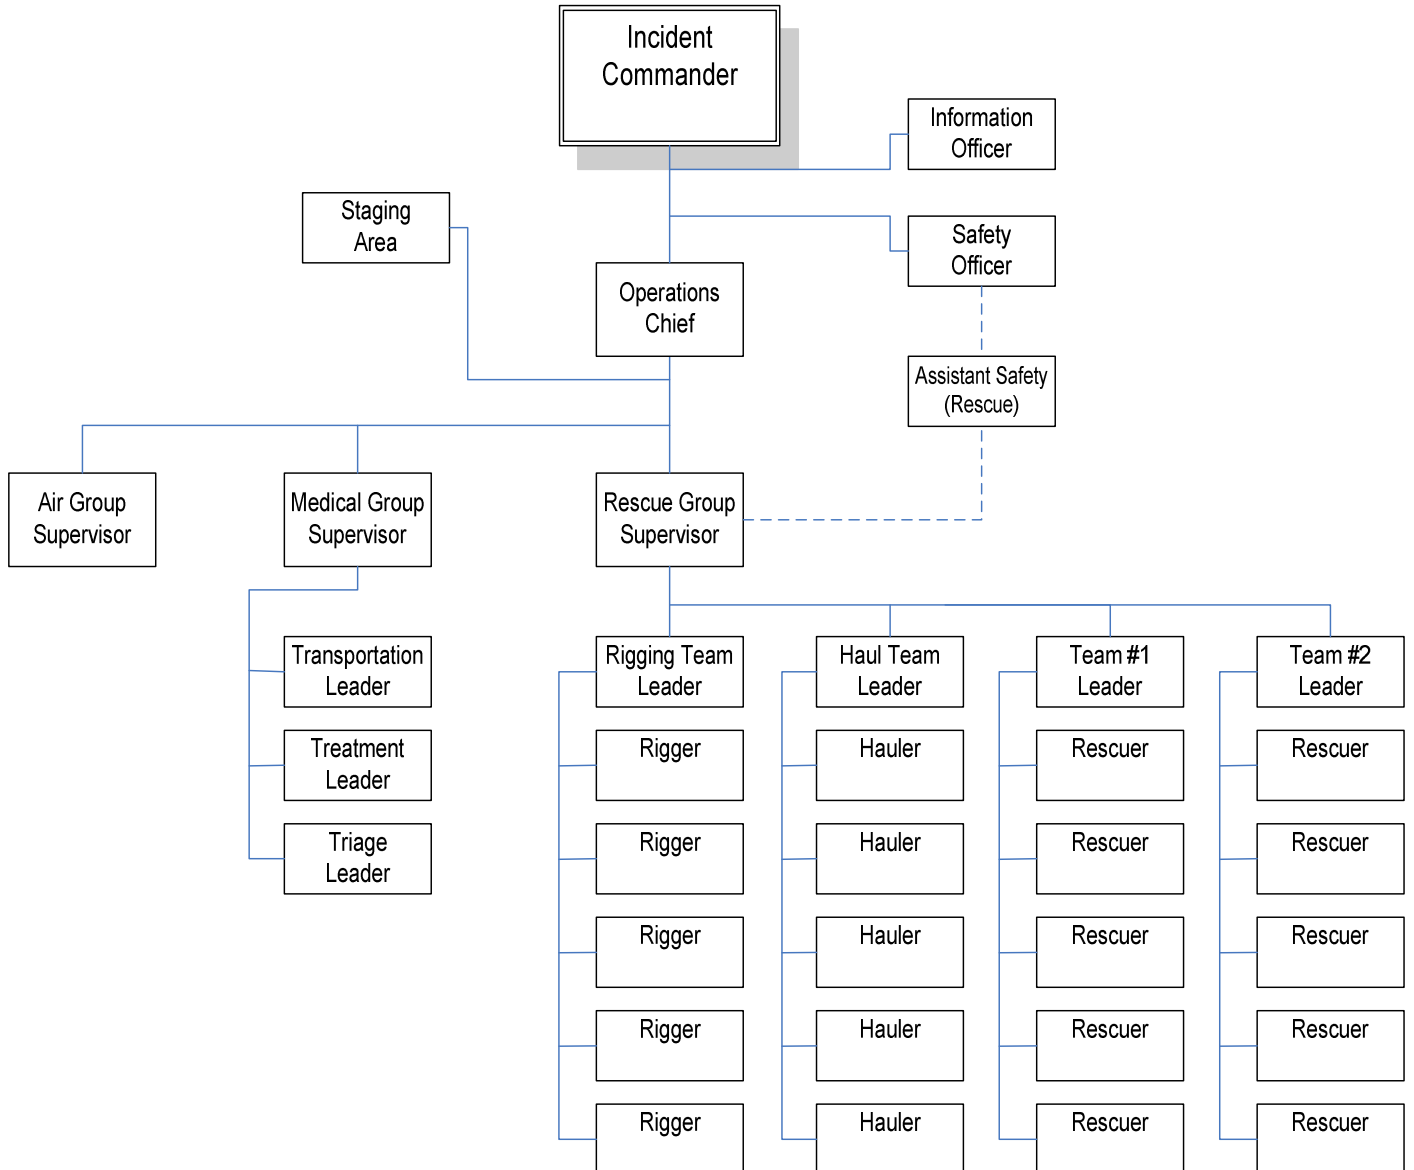 Incident
Commander
Information
Officer
Staging
Area
Safety
Officer
Operations
Chief
Assistant Safety
(Rescue)
Air Group
Supervisor
Medical Group
Supervisor
Rescue Group
Supervisor
Transportation
Leader
Treatment
Leader
Triage
Leader
Rigging Team
Leader
Rigger
Rigger
Rigger
Rigger
Rigger
Haul Team
Leader
Hauler
Hauler
Hauler
Hauler
Hauler
Team #1
Leader
Rescuer
Rescuer
Rescuer
Rescuer
Rescuer
Team #2
Leader
Rescuer
Rescuer
Rescuer
Rescuer
Rescuer